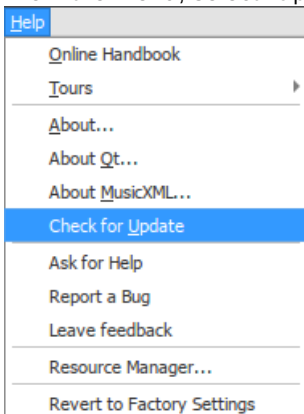 Help
Online Handbook
Tours
About...
About Qt...
About MusicXML...
Check for Update
Ask for Help
Report a Bug
Leave feedback
Resource Manager...
Revert to Factory Settings